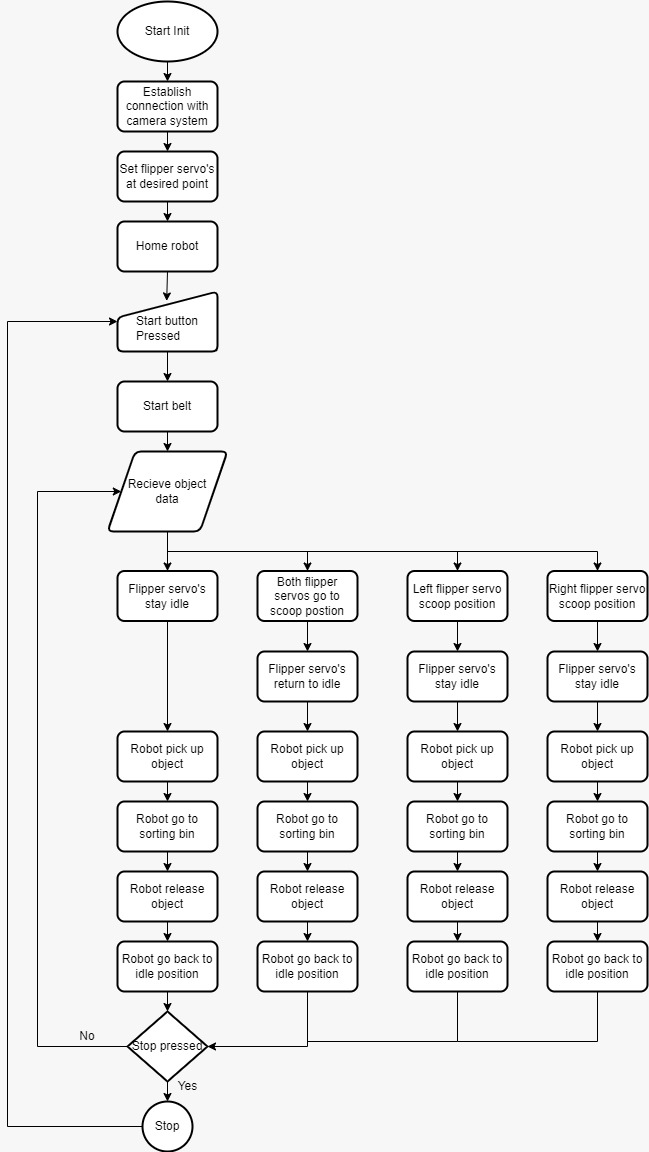 Start Init
Establish
connection with
camera system
Set flipper servo's
at desired point
Home robot
Start button
Pressed
Start belt
Recieve object
data
Flipper servo's
stay idle
Both flipper
servos go to
scoop postion
Left flipper servo
scoop position
Right flipper servo
scoop position
Flipper servo's
return to idle
Flipper servo's
stay idle
Flipper servo's
stay idle
Robot pick up
object
Robot pick up
object
Robot pick up
object
Robot pick up
object
Robot go to
sorting bin
Robot go to
sorting bin
Robot go to
sorting bin
Robot go to
sorting bin
Robot release
object
Robot release
object
Robot release
object
Robot release
object
Robot go back to
idle position
Robot go back to
idle position
Robot go back to
idle position
Robot go back to
idle position
No
Stop pressed
Yes
Stop